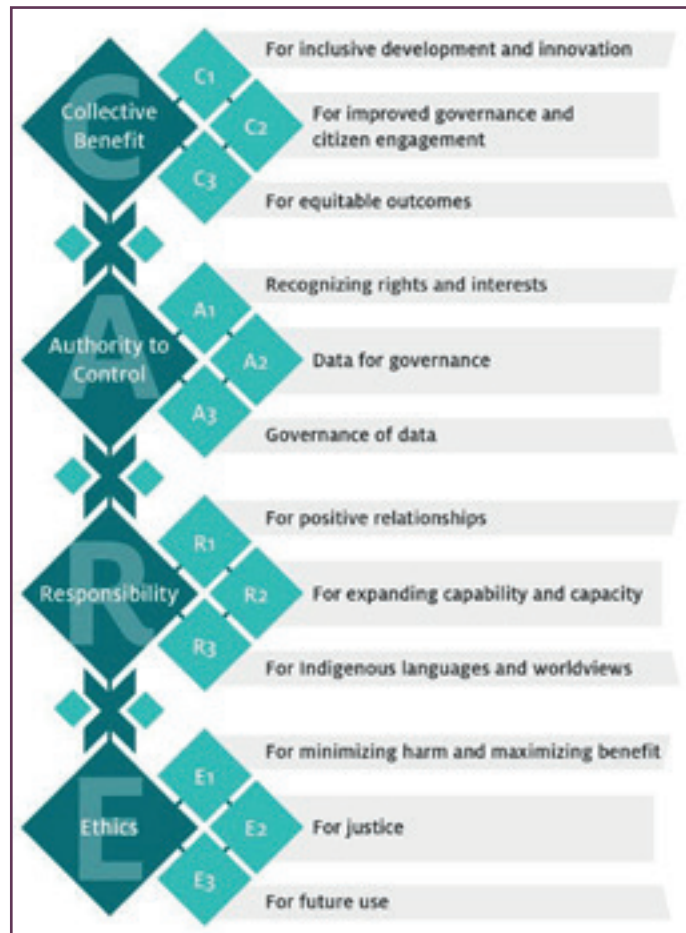 C
Collective
Benefit
C1
For inclusive development and innovation
C2
For improved governance and
citizen engagement
C3
For equitable outcomes
A
Authority to
Control
A1
Recognizing rights and interests
A2
Data for governance
A3
Governance of data
R
Responsibility
R1
For positive relationships
R2
For expanding capability and capacity
R3
For Indigenous languages and worldviews
E
Ethics
E1
For minimizing harm and maximizing benefit
E2
For justice
E3
For future use